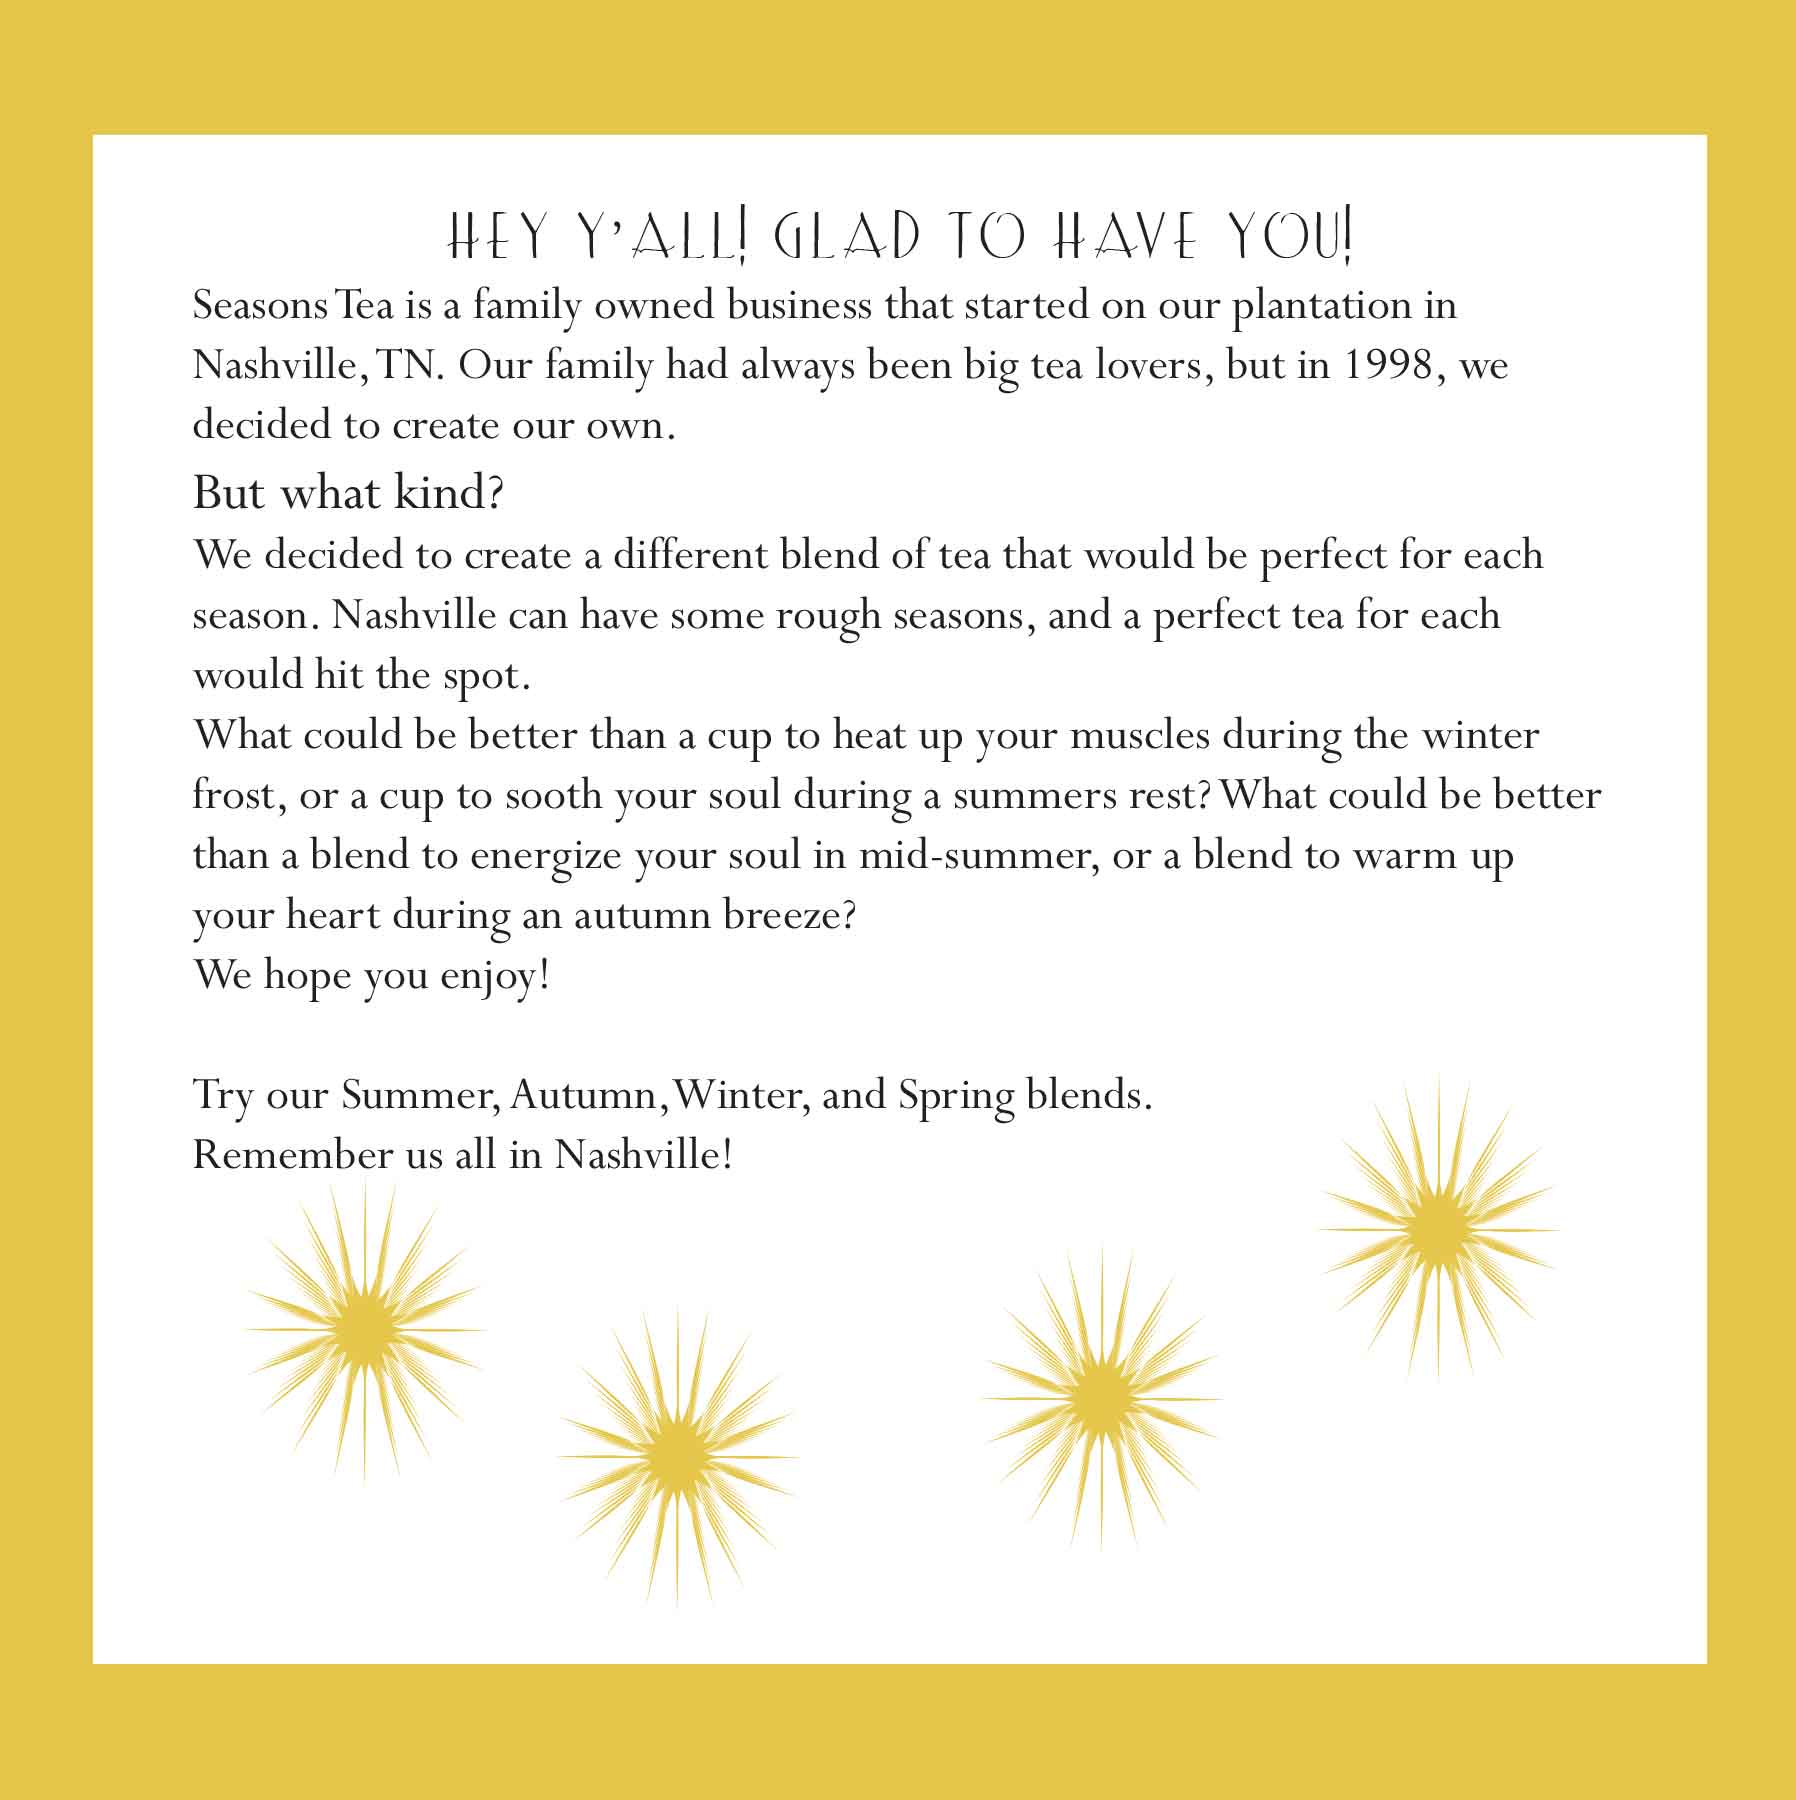 HEY Y'ALL! GLAD TO HAVE YOU!
Seasons Tea is a family owned business that started on our plantation in
Nashville, TN. Our family had always been big tea lovers, but in 1998, we
decided to create our own.
But what kind?
We decided to create a different blend of tea that would be perfect for each
season. Nashville can have some rough seasons, and a perfect tea for each
would hit the spot.
What could be better than a cup to heat up your muscles during the winter
frost, or a cup to sooth your soul during a summers rest? What could be better
than a blend to energize your soul in mid-summer, or a blend to warm up
your heart during an autumn breeze?
We hope you enjoy!
Try our Summer, Autumn, Winter, and Spring blends.
Remember us all in Nashville!